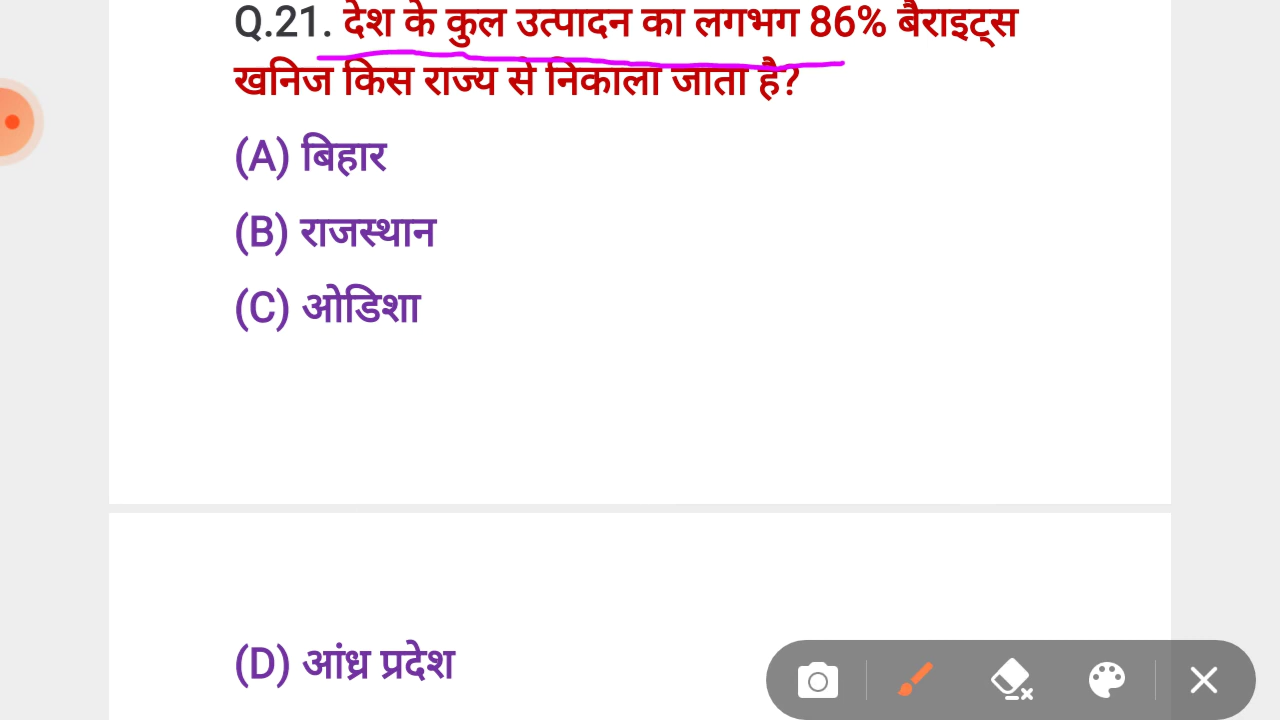 Q.21. देश के कुल उत्पादन का लगभग 86% बैराइट्स
खनिज किस राज्य से निकाला जाता है?
(A) बिहार
(B) राजस्थान
(C) ओडिशा
(D) आंध्र प्रदेश